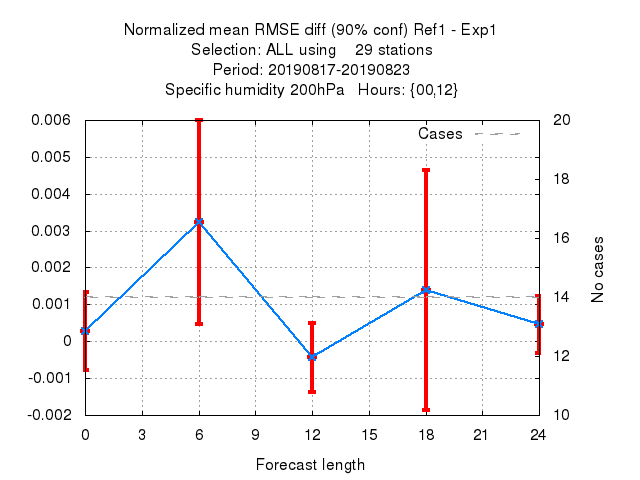 Normalized mean RMSE diff (90% conf) Ref1 - Exp1
Selection: ALL using    29 stations
Period: 20190817-20190823
Specific humidity 200hPa   Hours: {00,12}
Cases
0.006
0.005
0.004
0.003
0.002
0.001
0
-0.001
-0.002
20
18
16
14
12
10
No cases
0 3 6 9 12 15 18 21 24
Forecast length